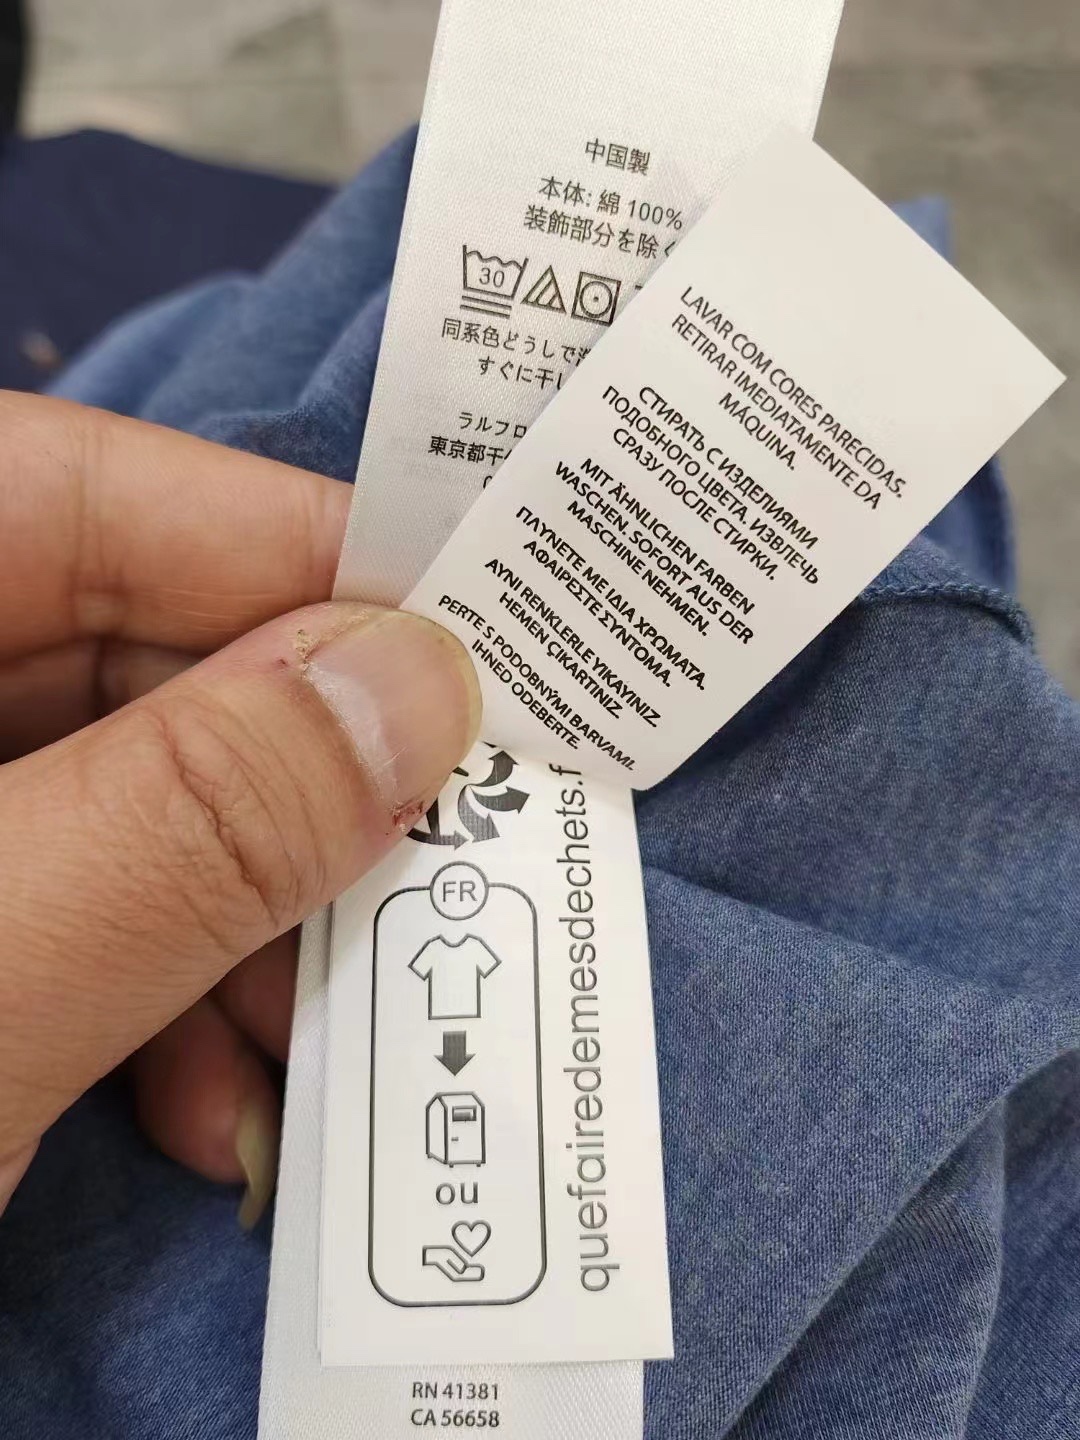 中国製
本体: 綿 100%
装飾部分を除く
30
同系色どうしで洗
すぐに干し
ラルフロ
東京都千
LAVAR COM CORES PARECIDAS.
RETIRAR IMEDIATAMENTE DA
MÁQUINA.
СТИРАТЬ С ИЗДЕЛИЯМИ
ПОДОБНОГО ЦВЕТА. ИЗВЛЕЧЬ
СРАЗУ ПОСЛЕ СТИРКИ.
MIT ÄHNLICHEN FARBEN
WASCHEN. SOFORT AUS DER
MASCHINE NEHMEN.
ΠΛΥΝΕΤΕ ΜΕ ΙΔΙΑ ΧΡΩΜΑΤΑ.
ΑΦΑΙΡΕΣΤΕ ΣΥΝΤΟΜΑ.
AYNI RENKLERLE YIKAYINIZ
HEMEN ÇIKARTINIZ.
PERTE S PODOBNÝMI BARVAMI.
IHNED ODEBERTE.
FR
ou
quefairedemesdechets.f
RN 41381
CA 56658